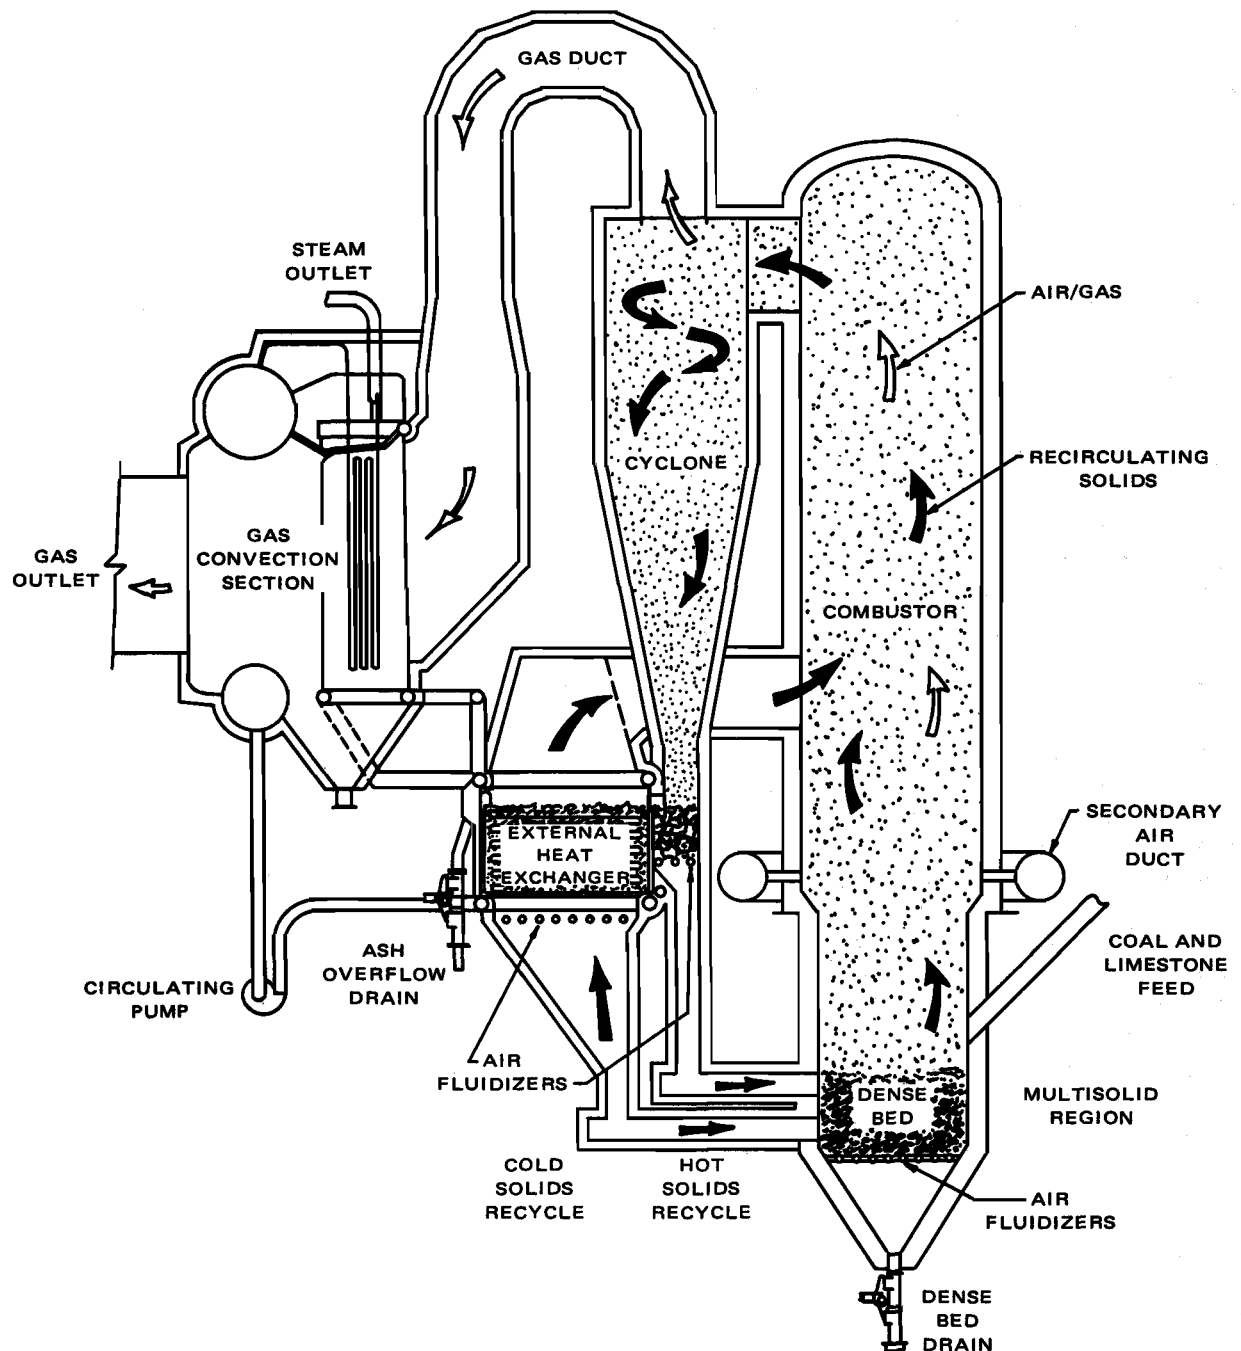 GAS DUCT
STEAM
OUTLET
AIR/GAS
RECIRCULATING
SOLIDS
CYCLONE
GAS
CONVECTION
SECTION
GAS
OUTLET
COMBUSTOR
SECONDARY
AIR
DUCT
EXTERNAL
HEAT
EXCHANGER
ASH
OVERFLOW
DRAIN
COAL AND
LIMESTONE
FEED
CIRCULATING
PUMP
AIR
FLUIDIZERS
DENSE
BED
MULTISOLID
REGION
COLD
SOLIDS
RECYCLE
HOT
SOLIDS
RECYCLE
AIR
FLUIDIZERS
DENSE
BED
DRAIN